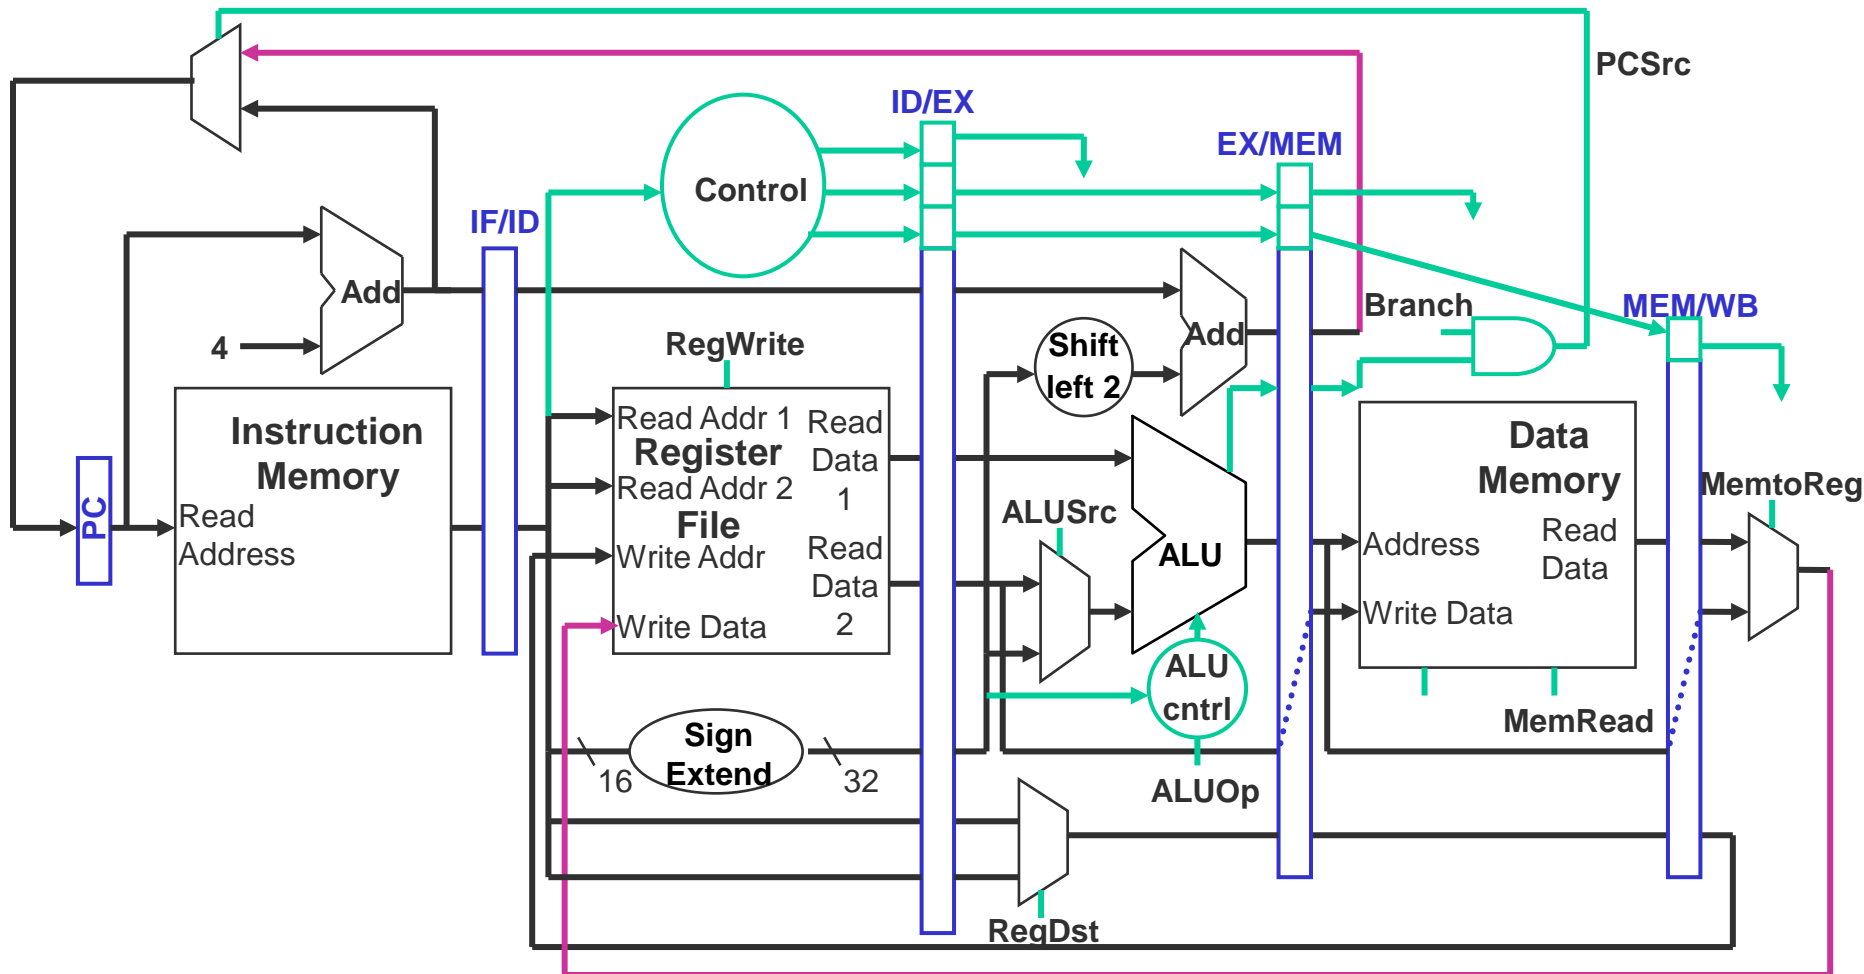 PCSrc
ID/EX
EX/MEM
Control
IF/ID
Add
Branch
MEM/WB
4
RegWrite
Shift
left 2
Add
Instruction
Memory
Read
Address
PC
Read Addr 1
Register
Read Addr 2
File
Write Addr
Write Data
Read
Data
1
Read
Data
2
ALUSrc
ALU
Data
Memory
Address
Write Data
Read
Data
MemtoReg
ALU
cntrl
MemRead
Sign
Extend
16
32
ALUOp
RegDst